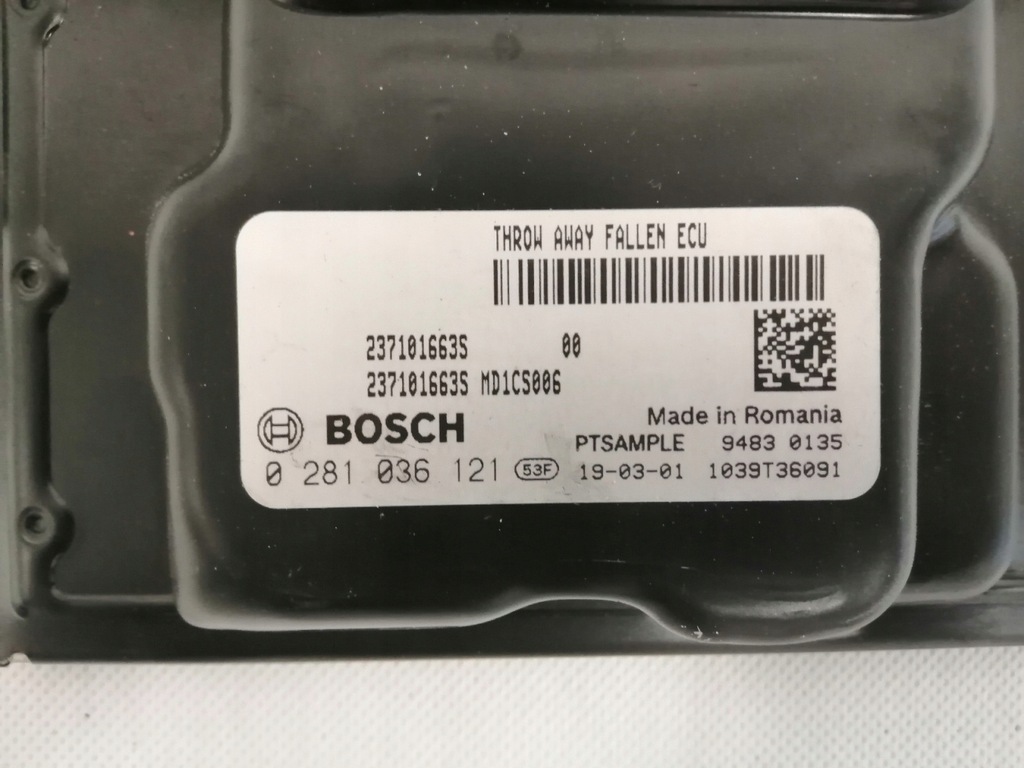 THROW AWAY FALLEN ECU
237101663S 00
237101663S MD1CS006
BOSCH
Made in Romania
PTSAMPLE 9483 0135
0 281 036 121 53F 19-03-01 1039T36091